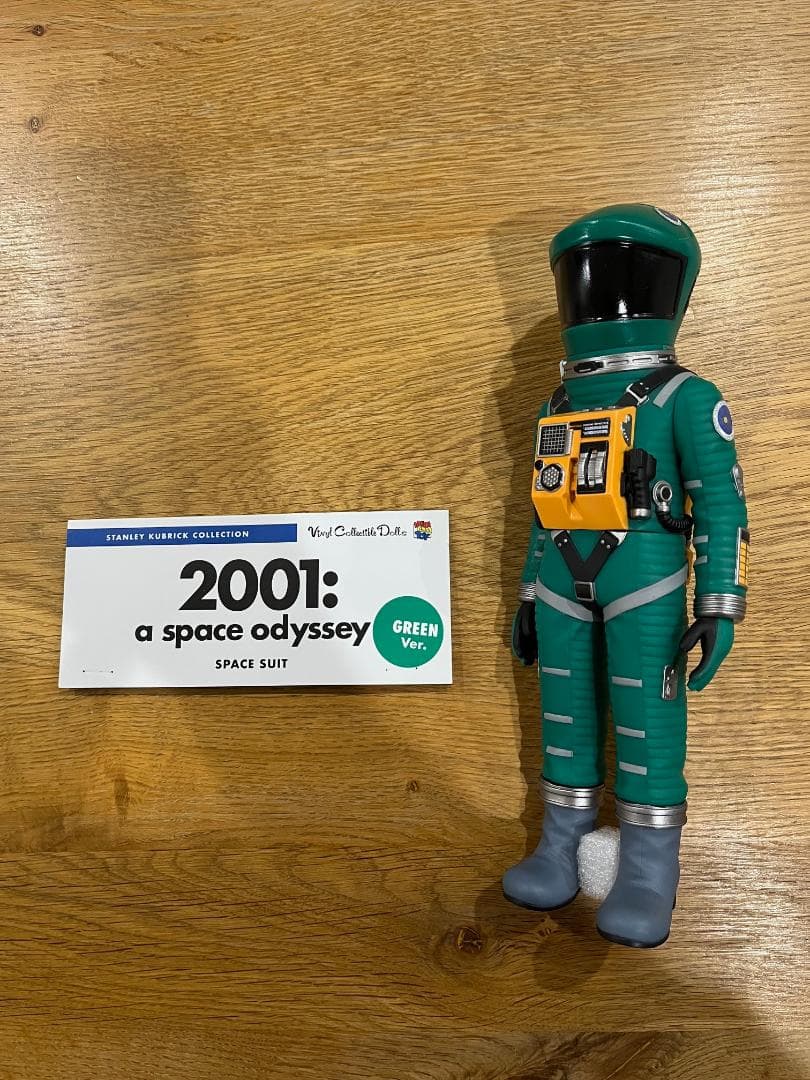 STANLEY KUBRICK COLLECTION
Vinyl Collectible Dolls
2001:
a space odyssey
GREEN
Ver.
SPACE SUIT